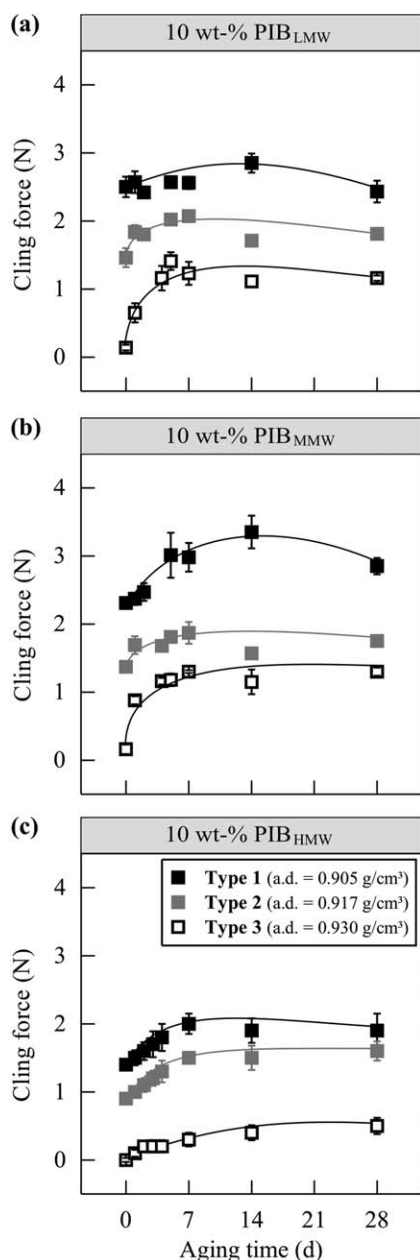 (a)
10 wt-% PIB_LMW
Cling force (N)
4
3
2
1
0
(b)
10 wt-% PIB_MMW
Cling force (N)
4
3
2
1
0
(c)
10 wt-% PIB_HMW
Type 1 (a.d. = 0.905 g/cm³)
Type 2 (a.d. = 0.917 g/cm³)
Type 3 (a.d. = 0.930 g/cm³)
Cling force (N)
4
3
2
1
0
0 7 14 21 28
Aging time (d)